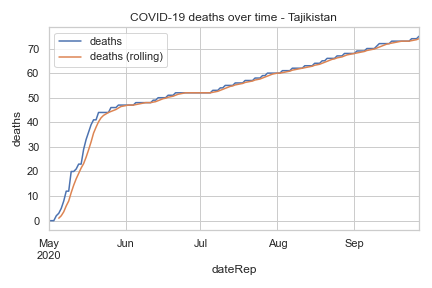 COVID-19 deaths over time - Tajikistan
deaths
deaths (rolling)
70
60
50
40
30
20
10
0
deaths
May Jun Jul Aug Sep
2020
dateRep